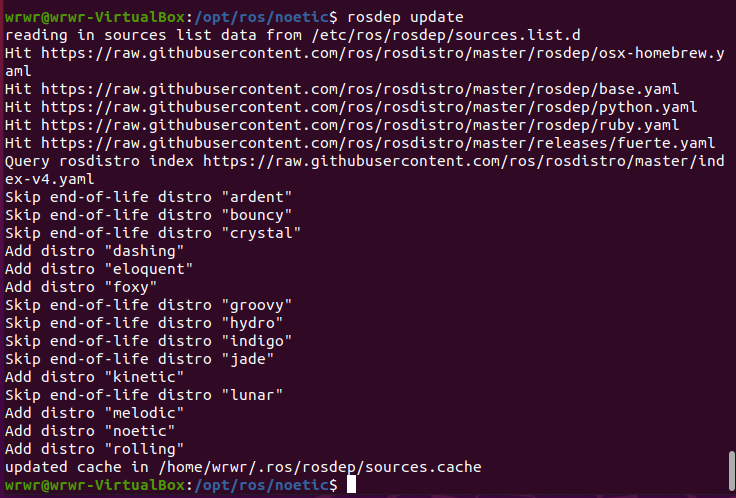 wrwr@wrwr-VirtualBox:/opt/ros/noetic$ rosdep update
reading in sources list data from /etc/ros/rosdep/sources.list.d
Hit https://raw.githubusercontent.com/ros/rosdistro/master/rosdep/osx-homebrew.y
aml
Hit https://raw.githubusercontent.com/ros/rosdistro/master/rosdep/base.yaml
Hit https://raw.githubusercontent.com/ros/rosdistro/master/rosdep/python.yaml
Hit https://raw.githubusercontent.com/ros/rosdistro/master/rosdep/ruby.yaml
Hit https://raw.githubusercontent.com/ros/rosdistro/master/releases/fuerte.yaml
Query rosdistro index https://raw.githubusercontent.com/ros/rosdistro/master/ind
ex-v4.yaml
Skip end-of-life distro "ardent"
Skip end-of-life distro "bouncy"
Skip end-of-life distro "crystal"
Add distro "dashing"
Add distro "eloquent"
Add distro "foxy"
Skip end-of-life distro "groovy"
Skip end-of-life distro "hydro"
Skip end-of-life distro "indigo"
Skip end-of-life distro "jade"
Add distro "kinetic"
Skip end-of-life distro "lunar"
Add distro "melodic"
Add distro "noetic"
Add distro "rolling"
updated cache in /home/wrwr/.ros/rosdep/sources.cache
wrwr@wrwr-VirtualBox:/opt/ros/noetic$